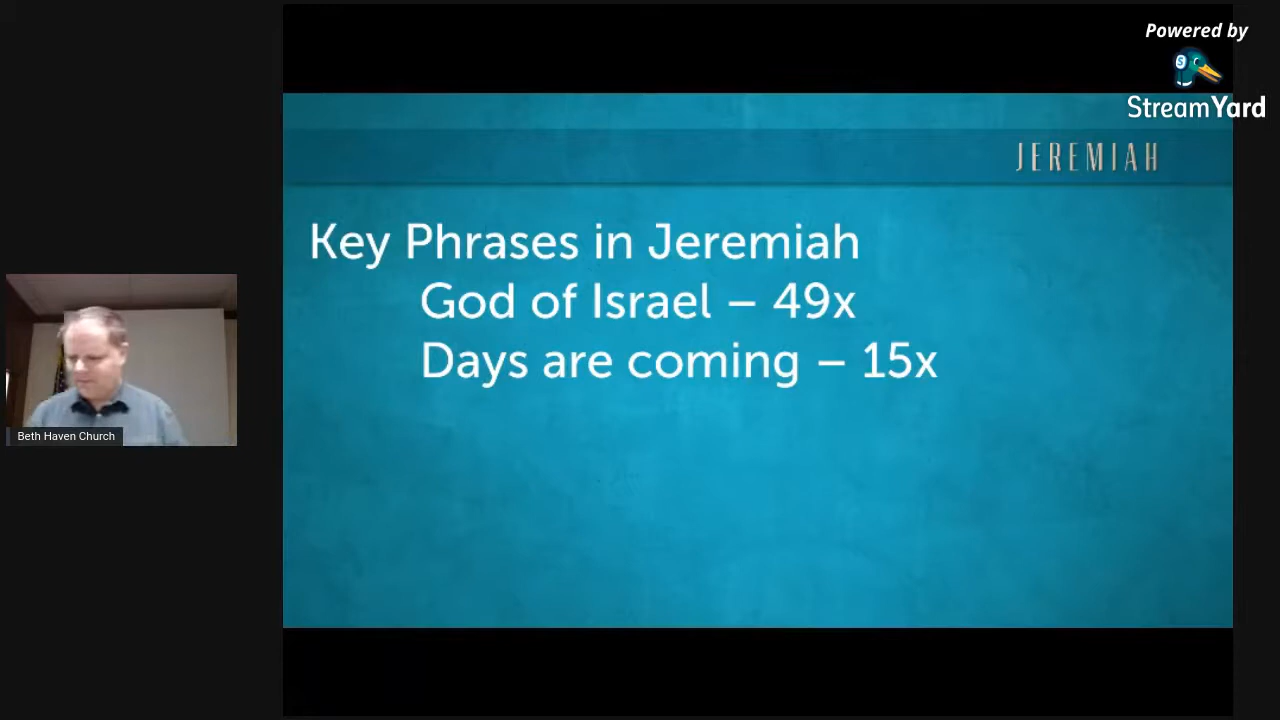 Powered by
S
StreamYard
JEREMIAH
Key Phrases in Jeremiah
God of Israel – 49x
Days are coming – 15x
Beth Haven Church